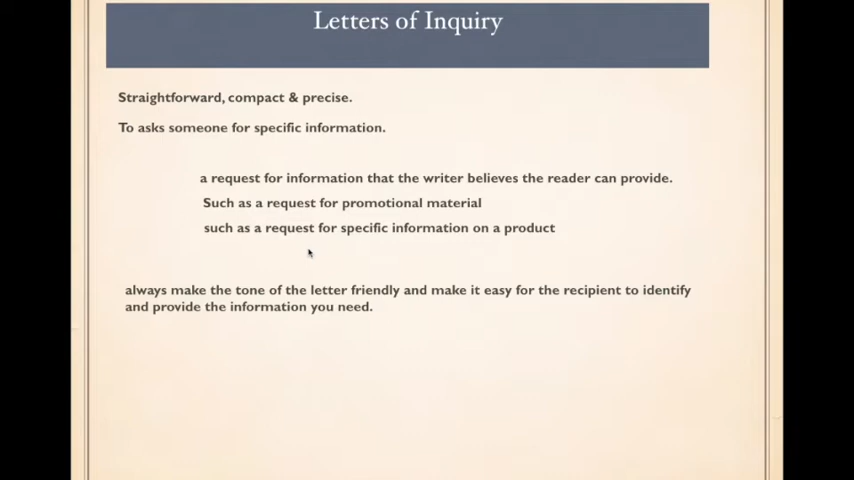 Letters of Inquiry
Straightforward, compact & precise.
To asks someone for specific information.
a request for information that the writer believes the reader can provide.
Such as a request for promotional material
such as a request for specific information on a product
always make the tone of the letter friendly and make it easy for the recipient to identify
and provide the information you need.